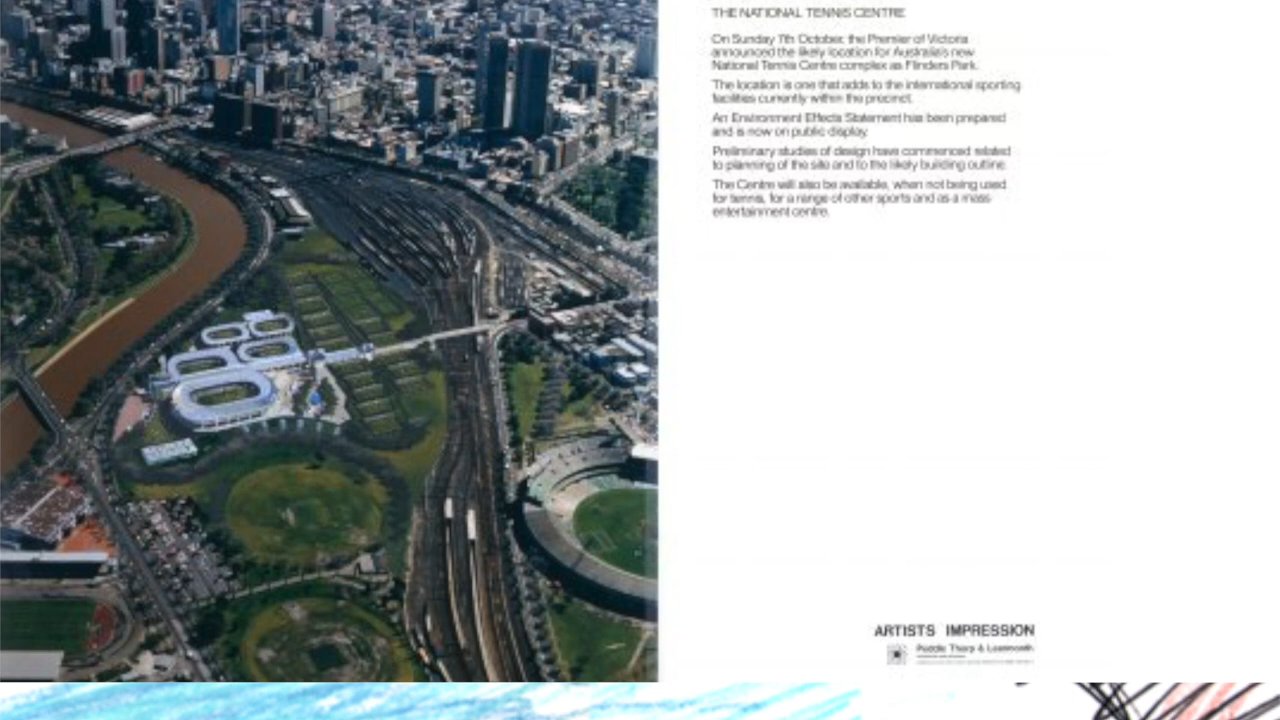 THE NATIONAL TENNIS CENTRE
On Sunday 7th October, the Premier of Victoria
announced the likely location for Australia's new
National Tennis Centre complex as Flinders Park.
The location is one that adds to the international sporting
facilities currently within the precinct.
An Environment Effects Statement has been prepared
and is now on public display.
Preliminary studies of design have commenced related
to planning of the site and to the likely building outline.
The Centre will also be available, when not being used
for tennis, for a range of other sports and as a mass
entertainment centre.
ARTISTS IMPRESSION
Peddle Thorp & Learmonth